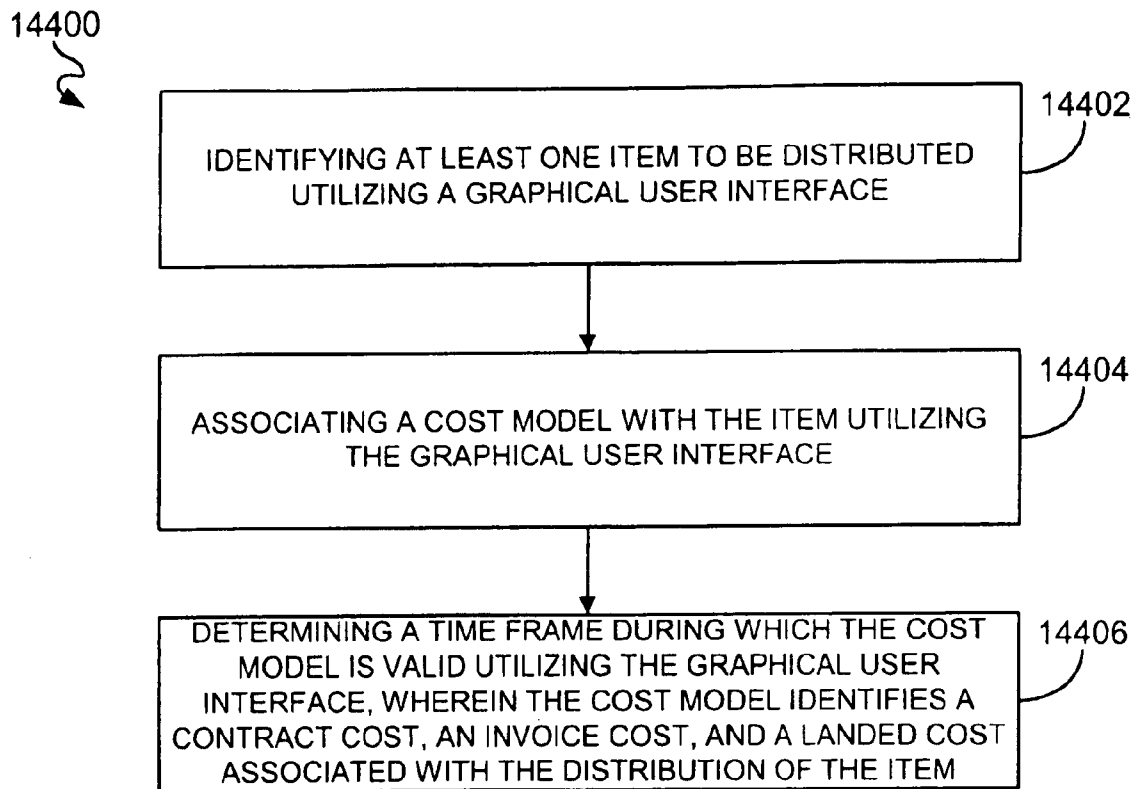 14400
14402
IDENTIFYING AT LEAST ONE ITEM TO BE DISTRIBUTED
UTILIZING A GRAPHICAL USER INTERFACE
14404
ASSOCIATING A COST MODEL WITH THE ITEM UTILIZING
THE GRAPHICAL USER INTERFACE
14406
DETERMINING A TIME FRAME DURING WHICH THE COST
MODEL IS VALID UTILIZING THE GRAPHICAL USER
INTERFACE, WHEREIN THE COST MODEL IDENTIFIES A
CONTRACT COST, AN INVOICE COST, AND A LANDED COST
ASSOCIATED WITH THE DISTRIBUTION OF THE ITEM